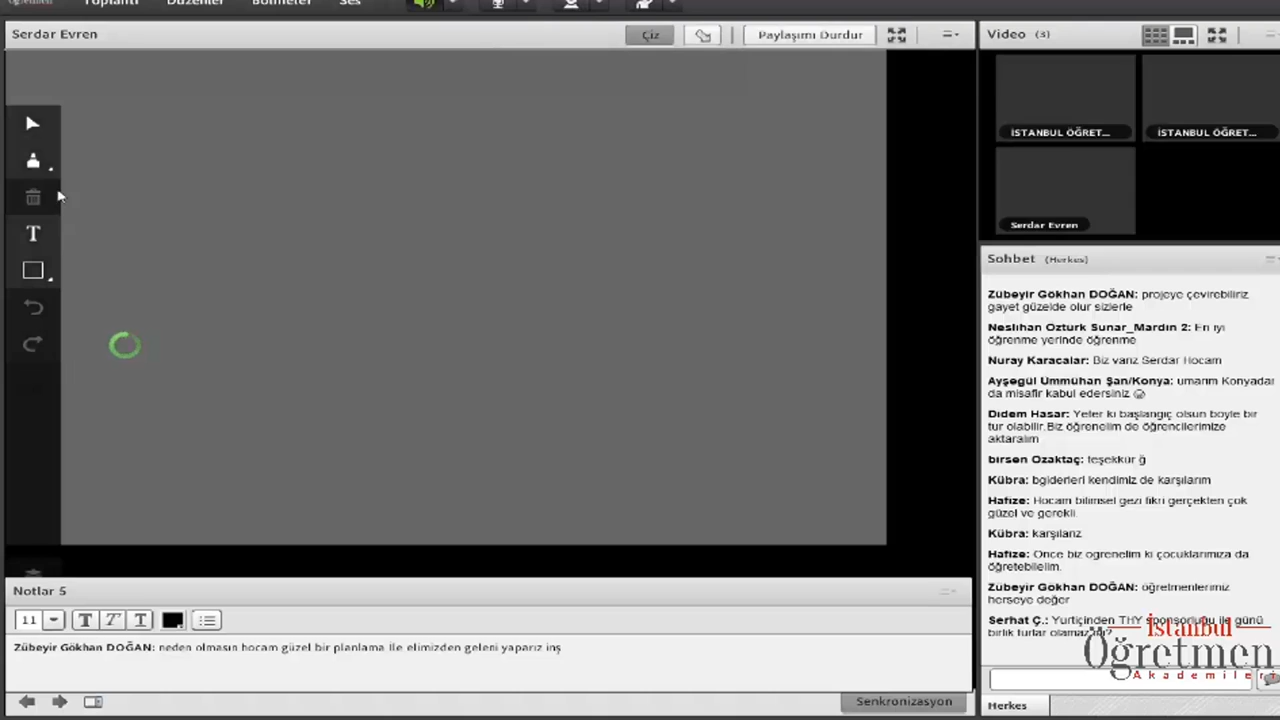 Öğretmen Toplantı Düzenler Bölmeler Ses
Serdar Evren
Çiz
Paylaşımı Durdur
Video (3)
İSTANBUL ÖĞRET...
İSTANBUL ÖĞRET...
Serdar Evren
T
Sohbet (Herkes)
Zübeyir Gökhan DOĞAN: projeye çevirebiliriz
gayet güzelde olur sizlerle
Neslihan Ozturk Sunar_Mardin 2: En iyi
öğrenme yerinde öğrenme
Nuray Karacalar: Biz varız Serdar Hocam
Ayşegül Ümmühan Şan/Konya: umarım Konyadan
da misafir kabul edersiniz
Didem Hasar: Yeter ki başlangıç olsun boyle bir
tur olabilir.Biz öğrenelim de öğrencilerimize
aktaralım
birsen Ozaktaç: teşekkür ğ
Kübra: bgiderleri kendimiz de karşılarım
Hafize: Hocam bilimsel gezi fikri gerçekten çok
güzel ve gerekli.
Kübra: karşılarız
Hafize: Once biz ogrenelim ki çocuklarımıza da
öğretebilelim.
Zübeyir Gökhan DOĞAN: öğretmenlerimiz
herseye değer
Serhat Ç.: Yurtiçinden THY sponsorluğu ile günü
birlik turlar olamaz mı?
İstanbul
Öğretmen
Akademileri
Herkes
Notlar 5
11
T T T
Zübeyir Gökhan DOĞAN: neden olmasın hocam güzel bir planlama ile elimizden geleni yaparız inş
Senkronizasyon